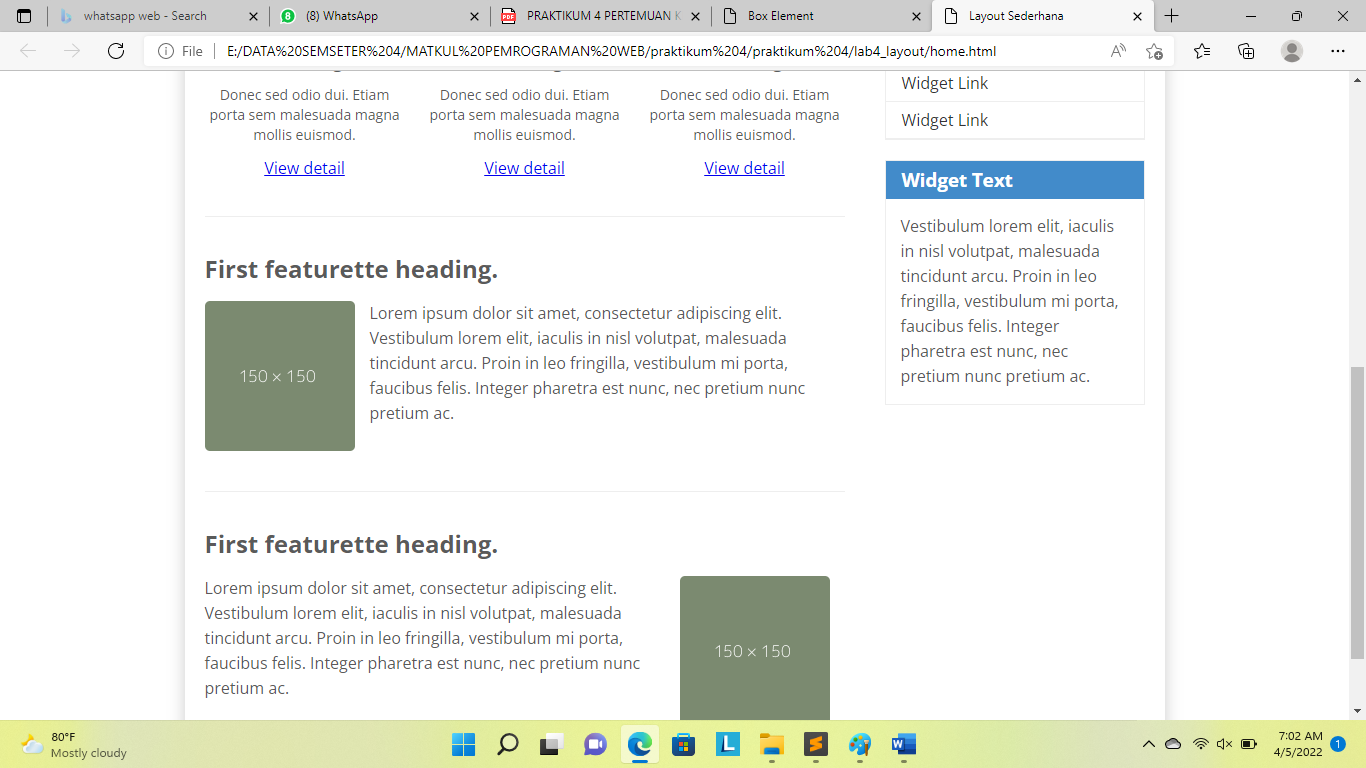 whatsapp web - Search
(8) WhatsApp
PRAKTIKUM 4 PERTEMUAN K
Box Element
Layout Sederhana
File
E:/DATA%20SEMSETER%204/MATKUL%20PEMROGRAMAN%20WEB/praktikum%204/praktikum%204/lab4_layout/home.html
Donec sed odio dui. Etiam
porta sem malesuada magna
mollis euismod.
View detail
Donec sed odio dui. Etiam
porta sem malesuada magna
mollis euismod.
View detail
Donec sed odio dui. Etiam
porta sem malesuada magna
mollis euismod.
View detail
First featurette heading.
150 × 150
Lorem ipsum dolor sit amet, consectetur adipiscing elit.
Vestibulum lorem elit, iaculis in nisl volutpat, malesuada
tincidunt arcu. Proin in leo fringilla, vestibulum mi porta,
faucibus felis. Integer pharetra est nunc, nec pretium nunc
pretium ac.
First featurette heading.
Lorem ipsum dolor sit amet, consectetur adipiscing elit.
Vestibulum lorem elit, iaculis in nisl volutpat, malesuada
tincidunt arcu. Proin in leo fringilla, vestibulum mi porta,
faucibus felis. Integer pharetra est nunc, nec pretium nunc
pretium ac.
150 × 150
Widget Link
Widget Link
Widget Text
Vestibulum lorem elit, iaculis
in nisl volutpat, malesuada
tincidunt arcu. Proin in leo
fringilla, vestibulum mi porta,
faucibus felis. Integer
pharetra est nunc, nec
pretium nunc pretium ac.
80°F
Mostly cloudy
7:02 AM
4/5/2022
1